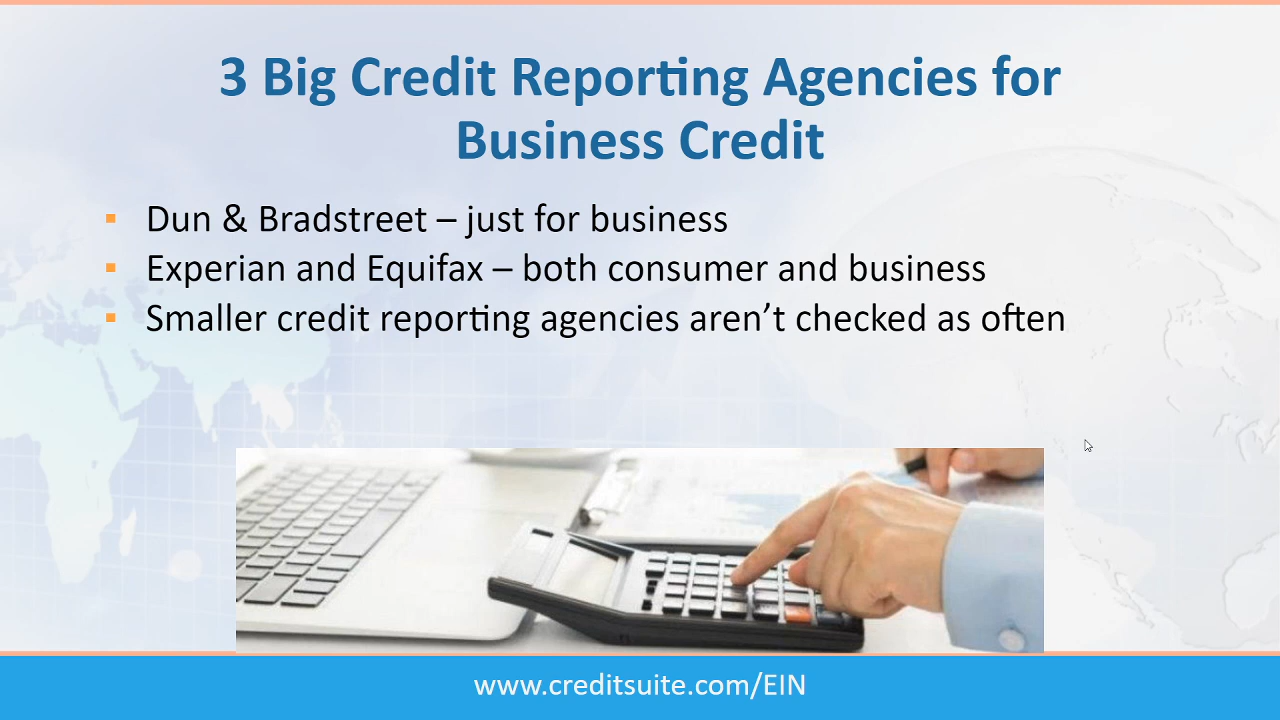 3 Big Credit Reporting Agencies for
Business Credit
▪ Dun & Bradstreet – just for business
▪ Experian and Equifax – both consumer and business
▪ Smaller credit reporting agencies aren’t checked as often
www.creditsuite.com/EIN